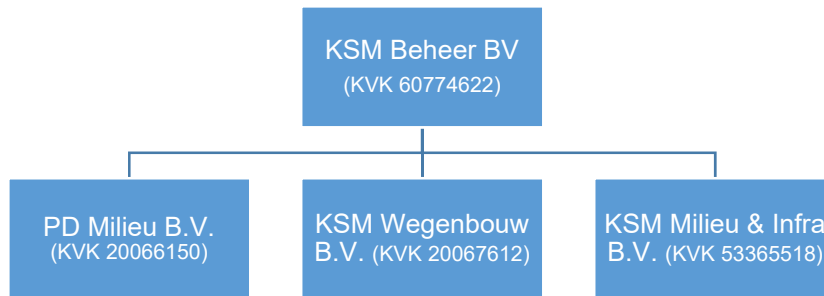 KSM Beheer BV
(KVK 60774622)
PD Milieu B.V.
(KVK 20066150)
KSM Wegenbouw
B.V. (KVK 20067612)
KSM Milieu & Infra
B.V. (KVK 53365518)